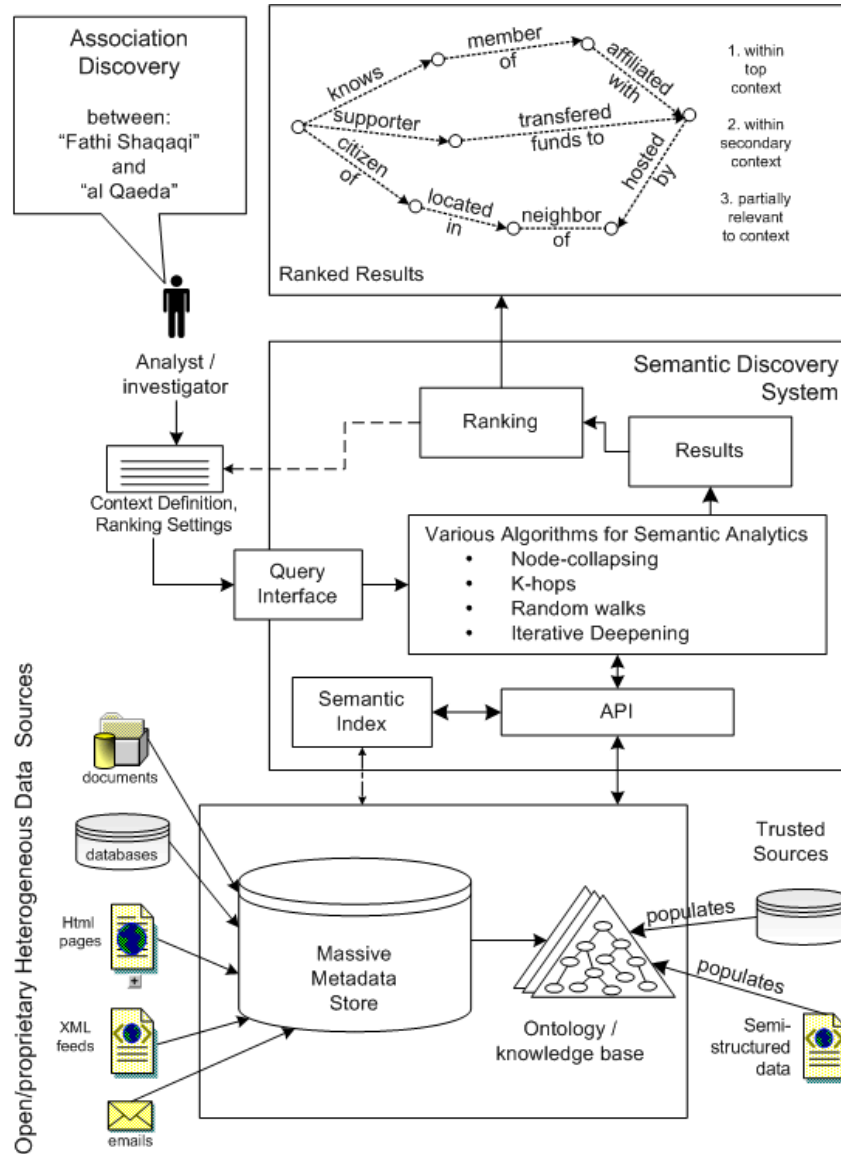 Association
Discovery
between:
“Fathi Shaqaqi”
and
“al Qaeda”
knows
member
of
affiliated
with
supporter
transfered
funds to
citizen
of
located
in
neighbor
of
hosted
by
1. within
top
context
2. within
secondary
context
3. partially
relevant
to context
Ranked Results
Analyst /
investigator
Context Definition,
Ranking Settings
Semantic Discovery
System
Ranking
Results
Query
Interface
Various Algorithms for Semantic Analytics
• Node-collapsing
• K-hops
• Random walks
• Iterative Deepening
Semantic
Index
API
Open/proprietary Heterogeneous Data Sources
documents
databases
Html
pages
XML
feeds
emails
Massive
Metadata
Store
Ontology /
knowledge base
Trusted
Sources
populates
populates
Semi-
structured
data